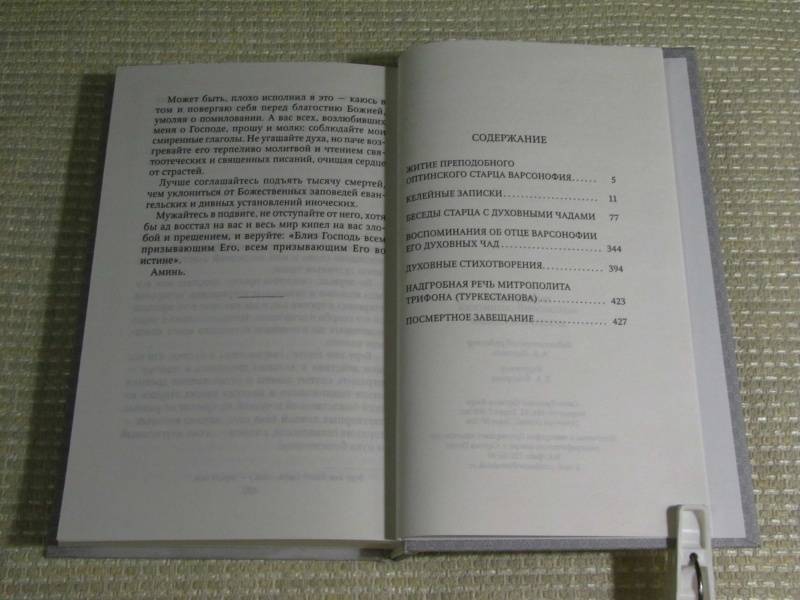 Может быть, плохо исполнил я это — каюсь в
том и повергаю себя перед благостию Божией,
умоляя о помиловании. А вас всех, возлюбивших
меня о Господе, прошу и молю: соблюдайте мои
смиренные глаголы. Не угашайте духа, но паче воз-
гревайте его терпеливо молитвой и чтением свя-
тоотеческих и священных писаний, очищая сердце
от страстей.
Лучше соглашайтесь подъять тысячу смертей,
чем уклониться от Божественных заповедей еван-
гельских и дивных установлений иноческих.
Мужайтесь в подвиге, не отступайте от него, хотя
бы ад восстал на вас и весь мир кипел на вас зло-
бой и прещением, и веруйте: «Близ Господь всем
призывающим Его, всем призывающим Его во
истине».
Аминь.
СОДЕРЖАНИЕ
ЖИТИЕ ПРЕПОДОБНОГО
ОПТИНСКОГО СТАРЦА ВАРСОНОФИЯ...... 5
КЕЛЕЙНЫЕ ЗАПИСКИ.................. 11
БЕСЕДЫ СТАРЦА С ДУХОВНЫМИ ЧАДАМИ 77
ВОСПОМИНАНИЯ ОБ ОТЦЕ ВАРСОНОФИИ
ЕГО ДУХОВНЫХ ЧАД.................. 344
ДУХОВНЫЕ СТИХОТВОРЕНИЯ............ 394
НАДГРОБНАЯ РЕЧЬ МИТРОПОЛИТА
ТРИФОНА (ТУРКЕСТАНОВА)............ 423
ПОСМЕРТНОЕ ЗАВЕЩАНИЕ.............. 427